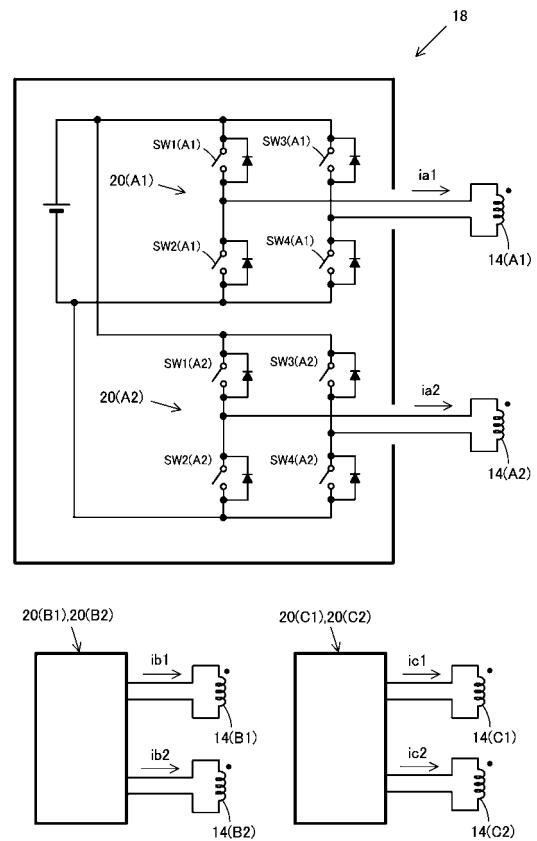 18
SW1(A1)
SW3(A1)
20(A1)
ia1
SW2(A1)
SW4(A1)
14(A1)
SW1(A2)
SW3(A2)
20(A2)
ia2
SW2(A2)
SW4(A2)
14(A2)
20(B1),20(B2)
20(C1),20(C2)
ib1
ic1
14(B1)
14(C1)
ib2
ic2
14(B2)
14(C2)